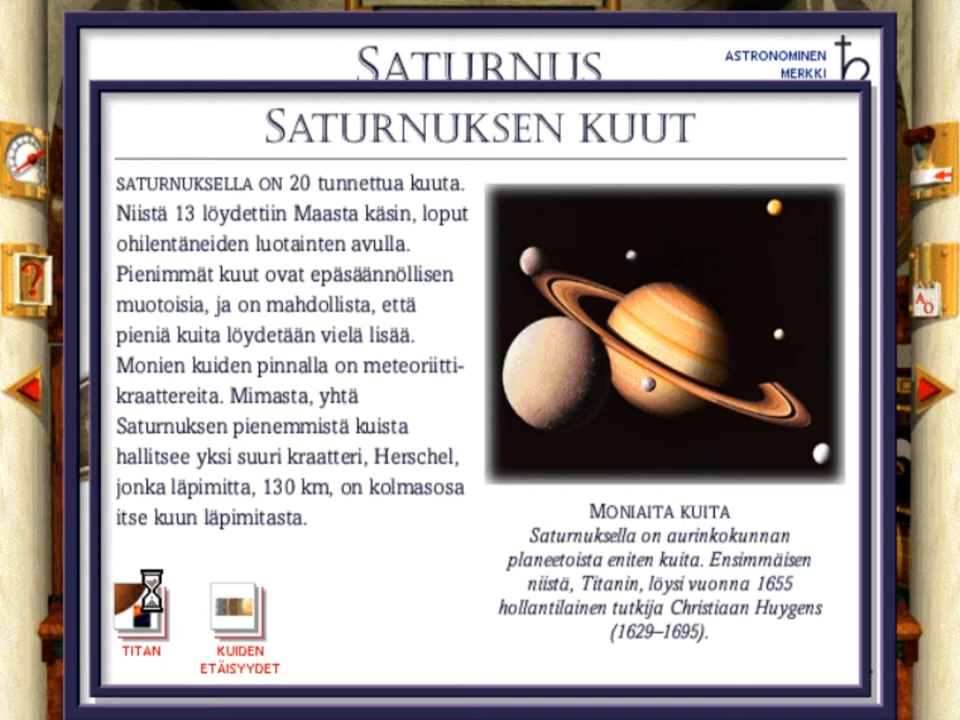 SATURNUS
ASTRONOMINEN
MERKKI
SATURNUKSEN KUUT
SATURNUKSELLA ON 20 tunnettua kuuta.
Niistä 13 löydettiin Maasta käsin, loput
ohilentäneiden luotainten avulla.
Pienimmät kuut ovat epäsäännöllisen
muotoisia, ja on mahdollista, että
pieniä kuita löydetään vielä lisää.
Monien kuiden pinnalla on meteoriitti-
kraattereita. Mimasta, yhtä
Saturnuksen pienemmistä kuista
hallitsee yksi suuri kraatteri, Herschel,
jonka läpimitta, 130 km, on kolmasosa
itse kuun läpimitasta.
MONIAITA KUITA
Saturnuksella on aurinkokunnan
planeetoista eniten kuita. Ensimmäisen
niistä, Titanin, löysi vuonna 1655
hollantilainen tutkija Christiaan Huygens
(1629–1695).
TITAN
KUIDEN
ETÄISYYDET
?
AÖ